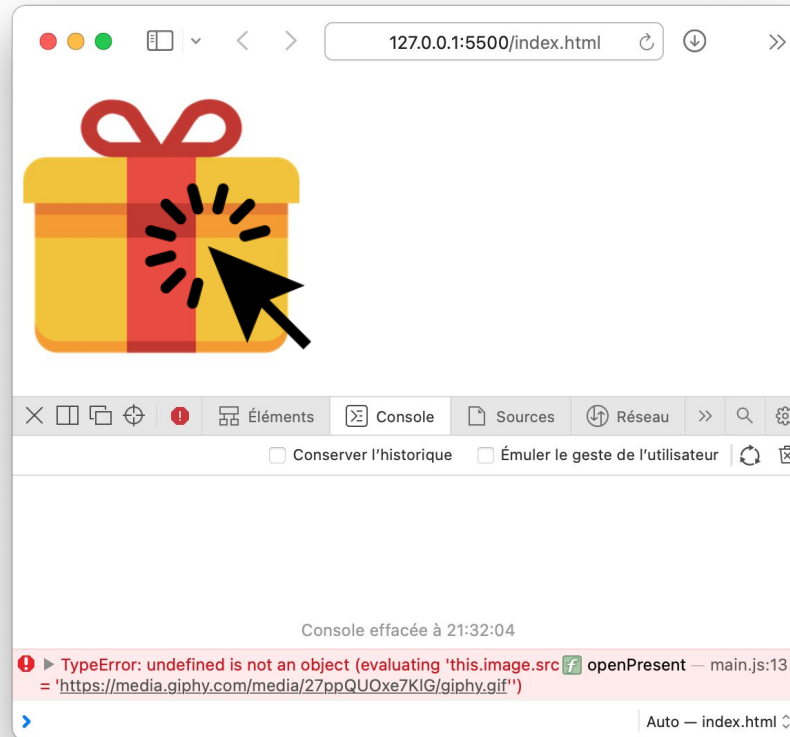 127.0.0.1:5500/index.html
Éléments Console Sources Réseau
Conserver l’historique Émuler le geste de l’utilisateur
Console effacée à 21:32:04
TypeError: undefined is not an object (evaluating 'this.image.src f openPresent — main.js:13
= 'https://media.giphy.com/media/27ppQUOxe7KlG/giphy.gif'')
Auto — index.html